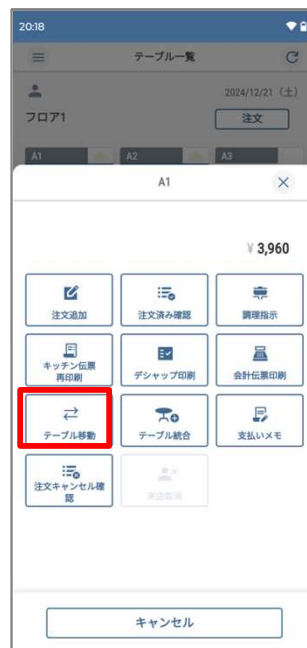 20:18
テーブル一覧
2024/12/21（土）
フロア1
注文
A1
A2
A3
A1
¥ 3,960
注文追加
注文済み確認
調理指示
キッチン伝票
再印刷
デシャップ印刷
会計伝票印刷
テーブル移動
テーブル統合
支払いメモ
注文キャンセル確
認
来店取消
キャンセル